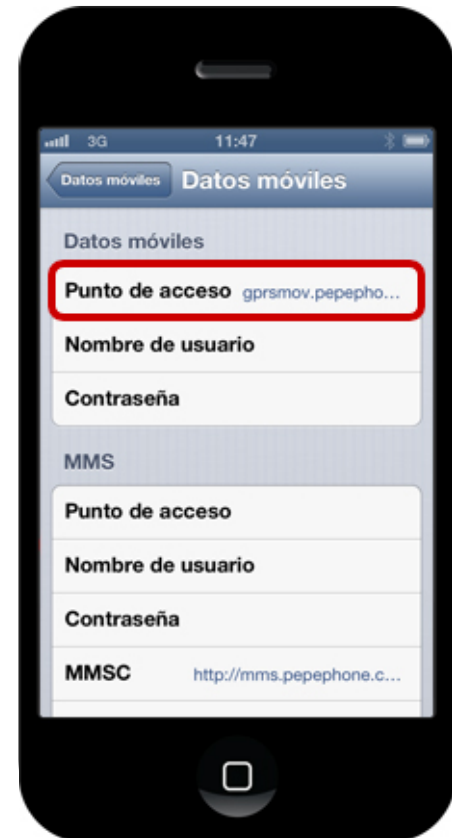 3G 11:47
Datos móviles Datos móviles
Datos móviles
Punto de acceso gprsmov.pepepho...
Nombre de usuario
Contraseña
MMS
Punto de acceso
Nombre de usuario
Contraseña
MMSC http://mms.pepephone.c...